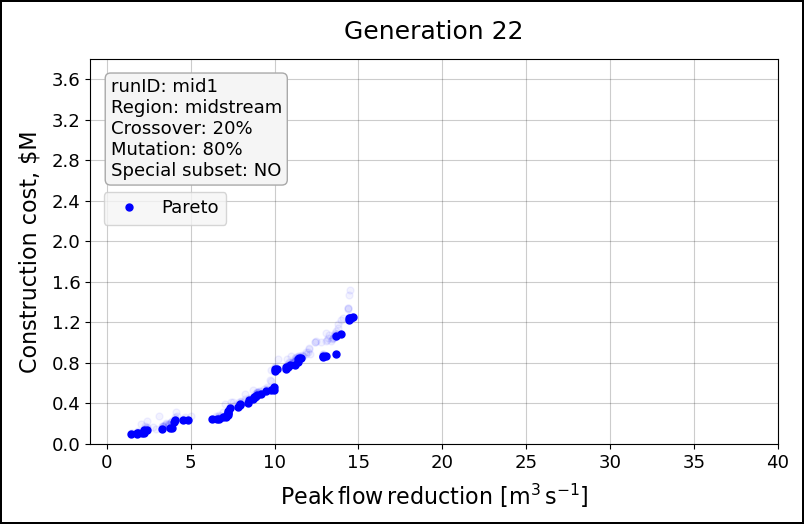 Generation 22
3.6
3.2
2.8
2.4
2.0
1.6
1.2
0.8
0.4
0.0
Construction cost, $M
runID: mid1
Region: midstream
Crossover: 20%
Mutation: 80%
Special subset: NO
Pareto
0 5 10 15 20 25 30 35 40
Peak flow reduction [m³ s⁻¹]